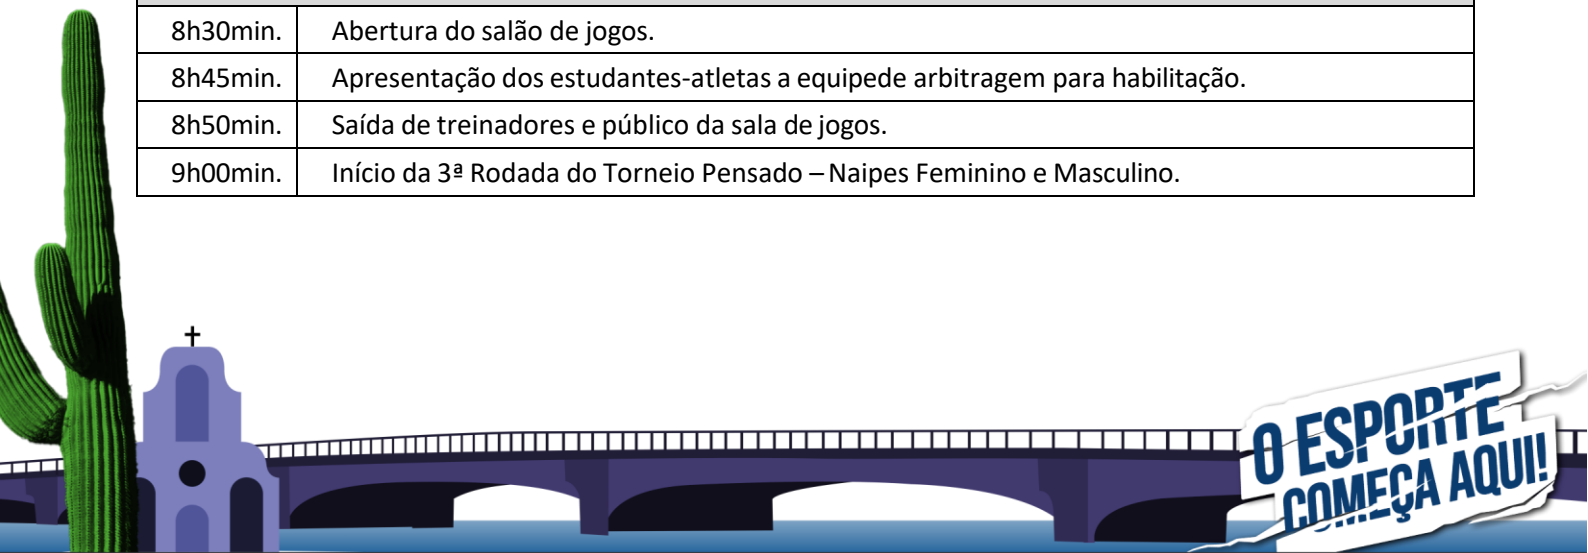 8h30min. Abertura do salão de jogos.
8h45min. Apresentação dos estudantes-atletas a equipede arbitragem para habilitação.
8h50min. Saída de treinadores e público da sala de jogos.
9h00min. Início da 3ª Rodada do Torneio Pensado – Naipes Feminino e Masculino.
O ESPORTE
COMEÇA AQUI!